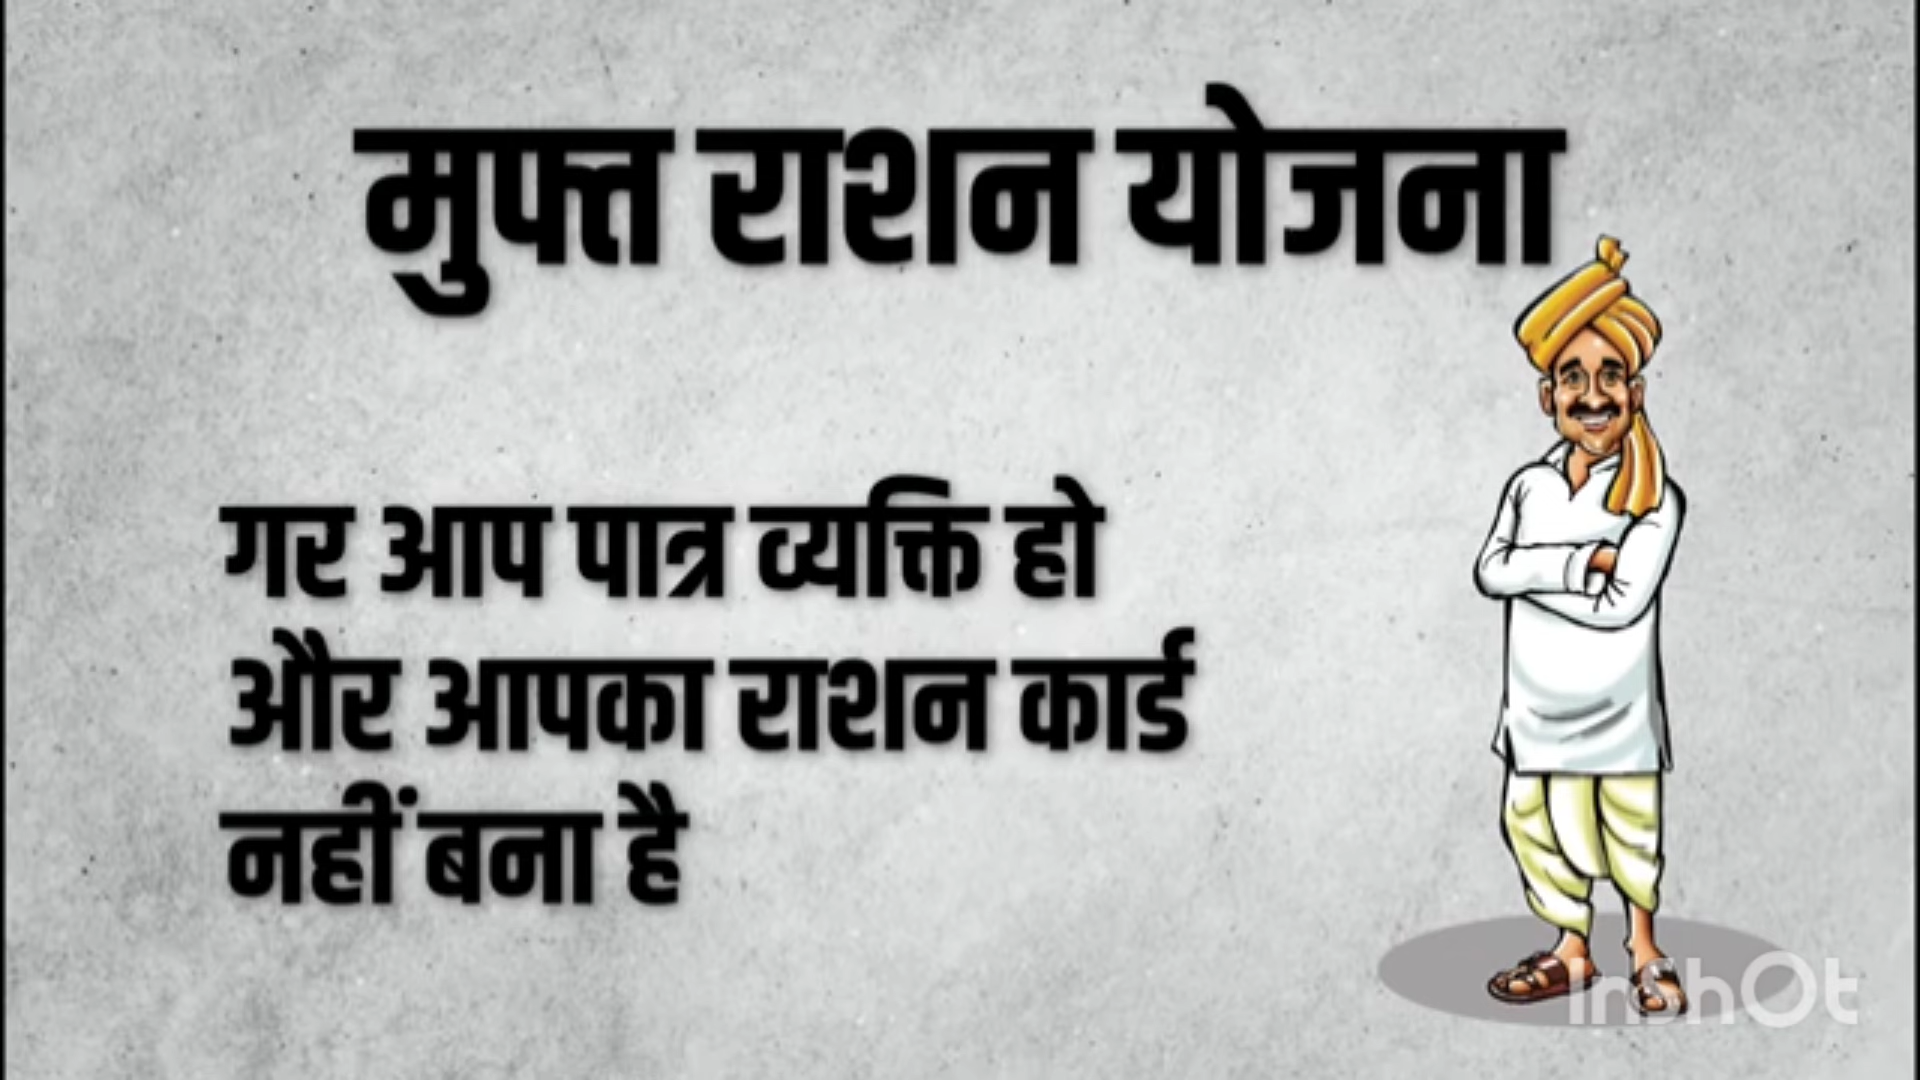 मुफ्त राशन योजना
गर आप पात्र व्यक्ति हो
और आपका राशन कार्ड
नहीं बना है
InShOt